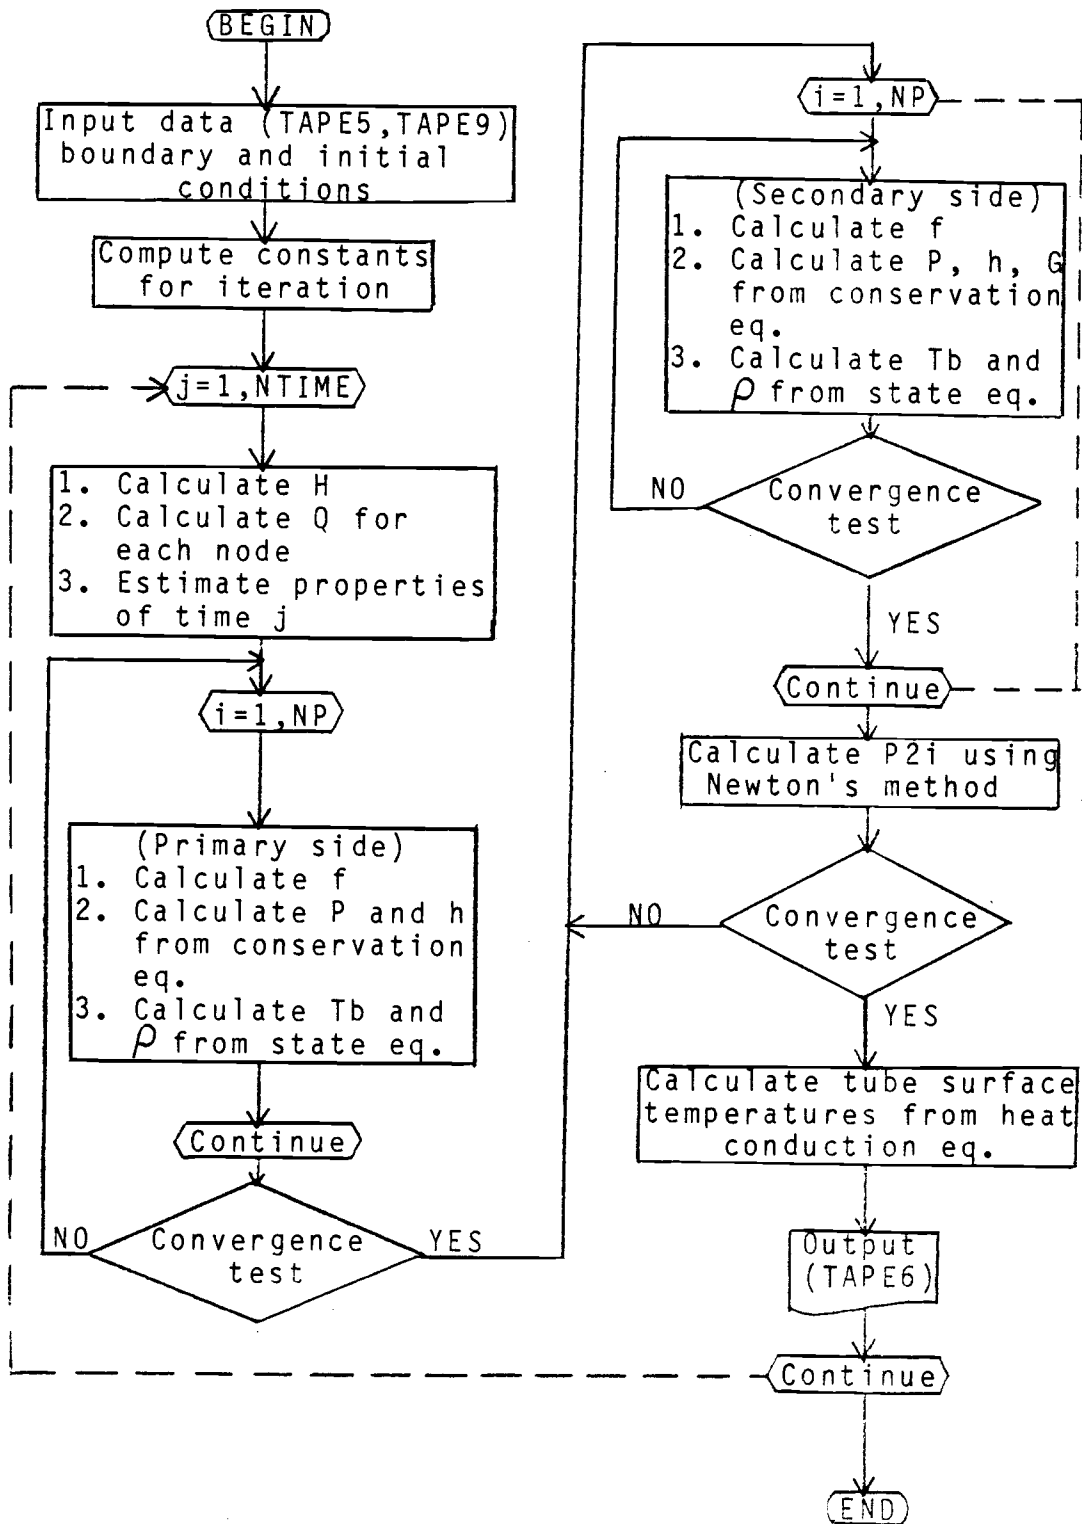 BEGIN
Input data (TAPE5,TAPE9)
boundary and initial
conditions
Compute constants
for iteration
j=1,NTIME
1. Calculate H
2. Calculate Q for
each node
3. Estimate properties
of time j
i=1,NP
(Primary side)
1. Calculate f
2. Calculate P and h
from conservation
eq.
3. Calculate Tb and
ρ from state eq.
Continue
NO
Convergence
test
YES
i=1,NP
(Secondary side)
1. Calculate f
2. Calculate P, h, G
from conservation
eq.
3. Calculate Tb and
ρ from state eq.
NO
Convergence
test
YES
Continue
Calculate P2i using
Newton's method
NO
Convergence
test
YES
Calculate tube surface
temperatures from heat
conduction eq.
Output
(TAPE6)
Continue
END